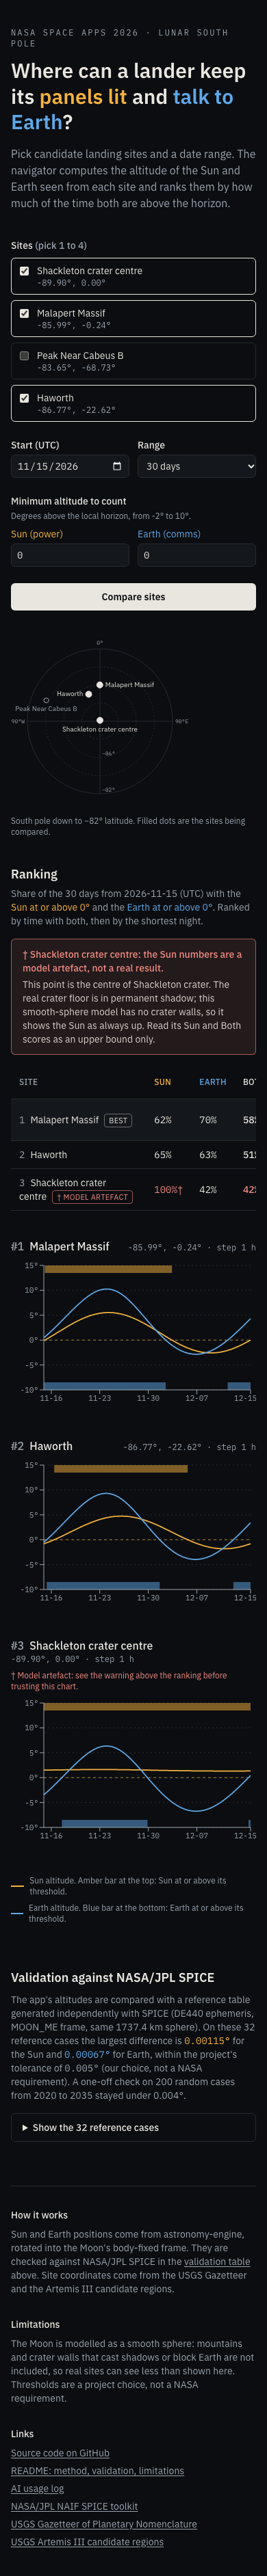 NASA SPACE APPS 2026 · LUNAR SOUTH
POLE
Where can a lander keep
its panels lit and talk to
Earth?
Pick candidate landing sites and a date range. The
navigator computes the altitude of the Sun and
Earth seen from each site and ranks them by how
much of the time both are above the horizon.
Sites (pick 1 to 4)
Shackleton crater centre
-89.90°, 0.00°
Malapert Massif
-85.99°, -0.24°
Peak Near Cabeus B
-83.65°, -68.73°
Haworth
-86.77°, -22.62°
Start (UTC) Range
11/15/2026 30 days
Minimum altitude to count
Degrees above the local horizon, from -2° to 10°.
Sun (power) Earth (comms)
0 0
Compare sites
0°
Malapert Massif
Haworth
Peak Near Cabeus B
90°W 90°E
Shackleton crater centre
-86°
-82°
South pole down to −82° latitude. Filled dots are the sites being
compared.
Ranking
Share of the 30 days from 2026-11-15 (UTC) with the
Sun at or above 0° and the Earth at or above 0°. Ranked
by time with both, then by the shortest night.
† Shackleton crater centre: the Sun numbers are a
model artefact, not a real result.
This point is the centre of Shackleton crater. The
real crater floor is in permanent shadow; this
smooth-sphere model has no crater walls, so it
shows the Sun as always up. Read its Sun and Both
scores as an upper bound only.
SITE SUN EARTH BOT
1 Malapert Massif BEST 62% 70% 58%
2 Haworth 65% 63% 51%
3 Shackleton crater
centre † MODEL ARTEFACT 100%† 42% 42%
#1 Malapert Massif -85.99°, -0.24° · step 1 h
15°
10°
5°
0°
-5°
-10°
11-16 11-23 11-30 12-07 12-15
#2 Haworth -86.77°, -22.62° · step 1 h
15°
10°
5°
0°
-5°
-10°
11-16 11-23 11-30 12-07 12-15
#3 Shackleton crater centre
-89.90°, 0.00° · step 1 h
† Model artefact: see the warning above the ranking before
trusting this chart.
15°
10°
5°
0°
-5°
-10°
11-16 11-23 11-30 12-07 12-15
Sun altitude. Amber bar at the top: Sun at or above its
threshold.
Earth altitude. Blue bar at the bottom: Earth at or above its
threshold.
Validation against NASA/JPL SPICE
The app's altitudes are compared with a reference table
generated independently with SPICE (DE440 ephemeris,
MOON_ME frame, same 1737.4 km sphere). On these 32
reference cases the largest difference is 0.00115° for
the Sun and 0.00067° for Earth, within the project's
tolerance of 0.005° (our choice, not a NASA
requirement). A one-off check on 200 random cases
from 2020 to 2035 stayed under 0.004°.
Show the 32 reference cases
How it works
Sun and Earth positions come from astronomy-engine,
rotated into the Moon's body-fixed frame. They are
checked against NASA/JPL SPICE in the validation table
above. Site coordinates come from the USGS Gazetteer
and the Artemis III candidate regions.
Limitations
The Moon is modelled as a smooth sphere: mountains
and crater walls that cast shadows or block Earth are not
included, so real sites can see less than shown here.
Thresholds are a project choice, not a NASA
requirement.
Links
Source code on GitHub
README: method, validation, limitations
AI usage log
NASA/JPL NAIF SPICE toolkit
USGS Gazetteer of Planetary Nomenclature
USGS Artemis III candidate regions